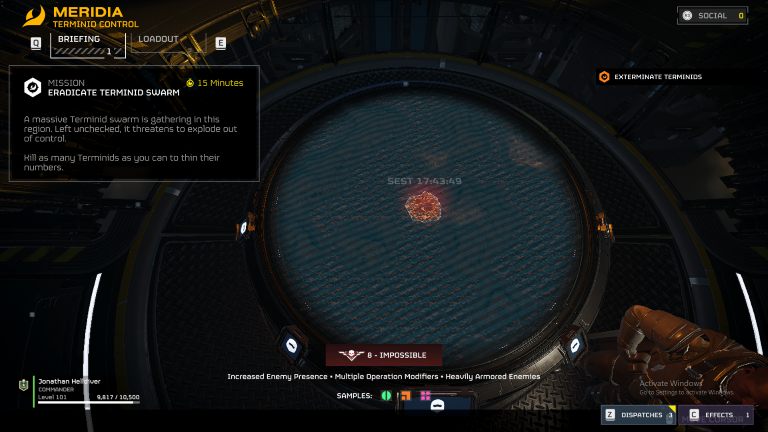 MERIDIA
TERMINID CONTROL
SOCIAL 0
Q BRIEFING LOADOUT E
1
MISSION 15 Minutes
ERADICATE TERMINID SWARM
EXTERMINATE TERMINIDS
A massive Terminid swarm is gathering in this
region. Left unchecked, it threatens to explode out
of control.
Kill as many Terminids as you can to thin their
numbers.
SEST 17:43:49
8 - IMPOSSIBLE
Increased Enemy Presence • Multiple Operation Modifiers • Heavily Armored Enemies
Jonathan Helldiver
COMMANDER
Level 101 9,817 / 10,500
SAMPLES:
Activate Windows
Go to Settings to activate Windows.
Z DISPATCHES 3 C EFFECTS 1
CURSOR